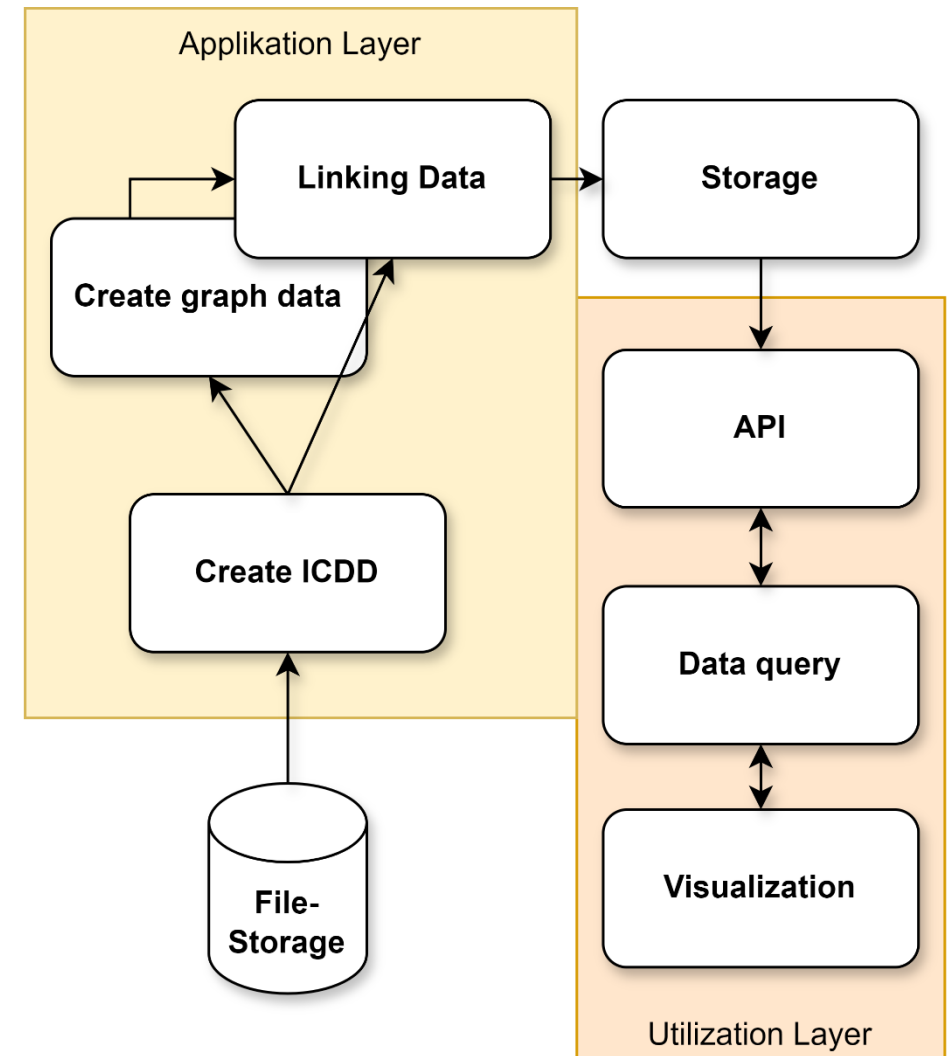 Applikation Layer
Linking Data
Storage
Create graph data
API
Create ICDD
Data query
Visualization
File-
Storage
Utilization Layer